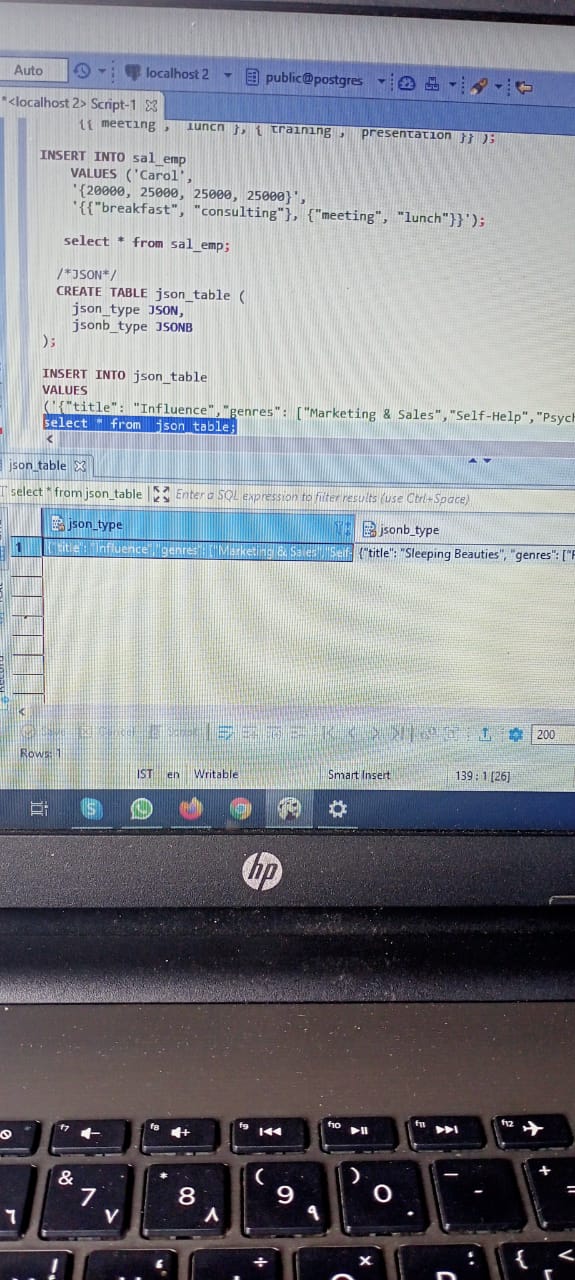 Auto localhost 2 public@postgres
*<localhost 2> Script-1
{{ meeting , lunch }, { training , presentation }} );
INSERT INTO sal_emp
VALUES ('Carol',
'{20000, 25000, 25000, 25000}',
'{{"breakfast", "consulting"}, {"meeting", "lunch"}}');
select * from sal_emp;
/*JSON*/
CREATE TABLE json_table (
json_type JSON,
jsonb_type JSONB
);
INSERT INTO json_table
VALUES
('{"title": "Influence","genres": ["Marketing & Sales","Self-Help","Psych
select * from json_table;
json_table
select * from json_table Enter a SQL expression to filter results (use Ctrl+Space)
json_type jsonb_type
1 {"title": "Influence","genres": ["Marketing & Sales","Self- {"title": "Sleeping Beauties", "genres": ["F
Save Cancel Script 200
Rows: 1
IST en Writable Smart Insert 139 : 1 [26]
hp
f7 f8 f9 f10 f11 f12
& 7 ٧ * 8 ٨ ( 9 ٩ ) 0 . _ - + =
! ÷ × : { <